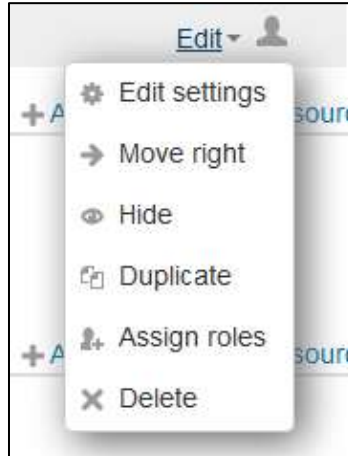 Edit
Edit settings
Move right
Hide
Duplicate
Assign roles
Delete